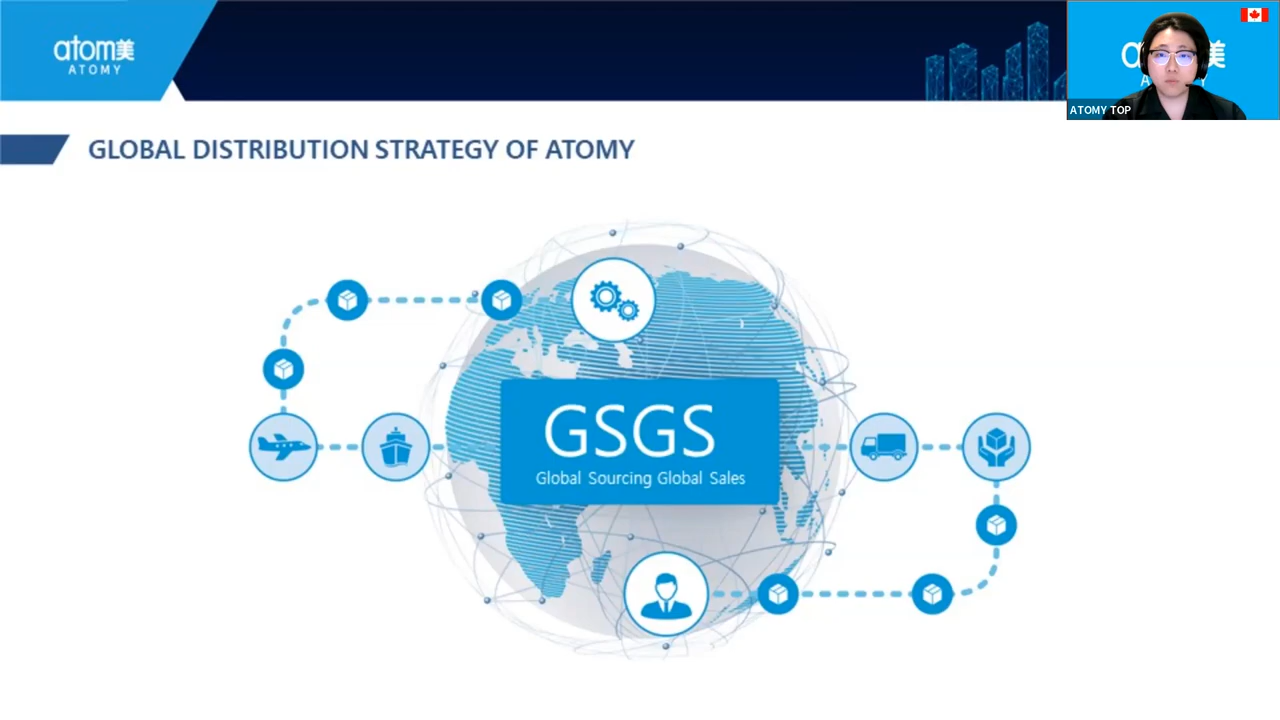 atom美
ATOMY
ATOMY TOP
GLOBAL DISTRIBUTION STRATEGY OF ATOMY
GSGS
Global Sourcing Global Sales